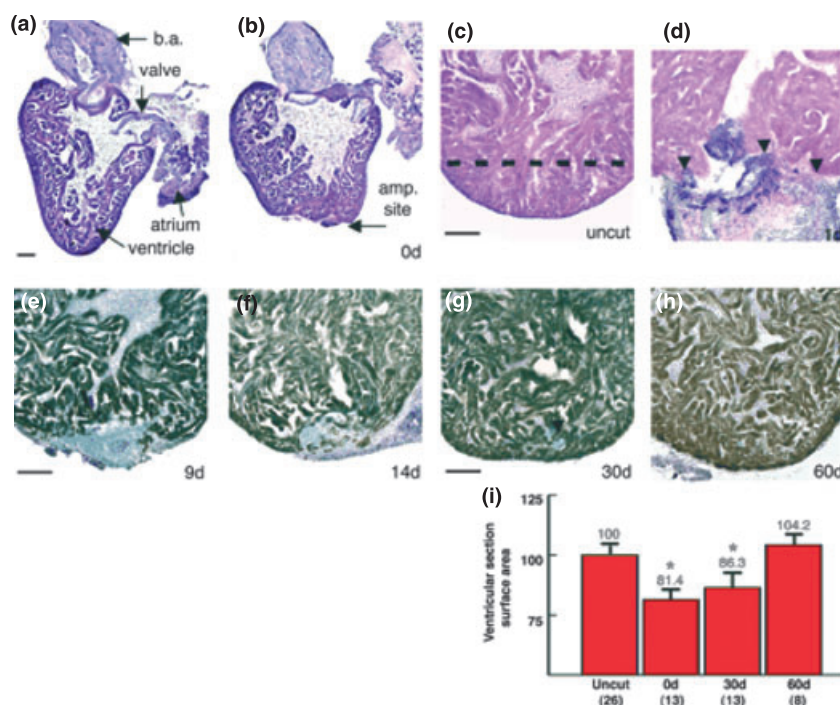 (a)
b.a.
valve
atrium
ventricle
(b)
amp.
site
0d
(c)
uncut
(d)
(e)
9d
(f)
14d
(g)
30d
(h)
60d
(i)
Ventricular section
surface area
125
100
75
100
*
81.4
*
86.3
104.2
Uncut 0d 30d 60d
(26) (13) (13) (8)